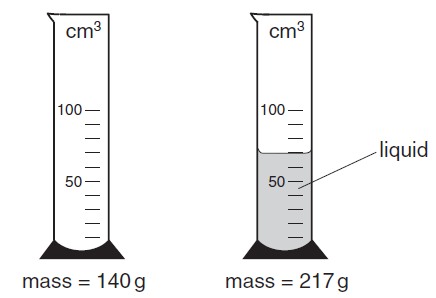 cm³
100
50
mass = 140 g
cm³
100
50
liquid
mass = 217 g